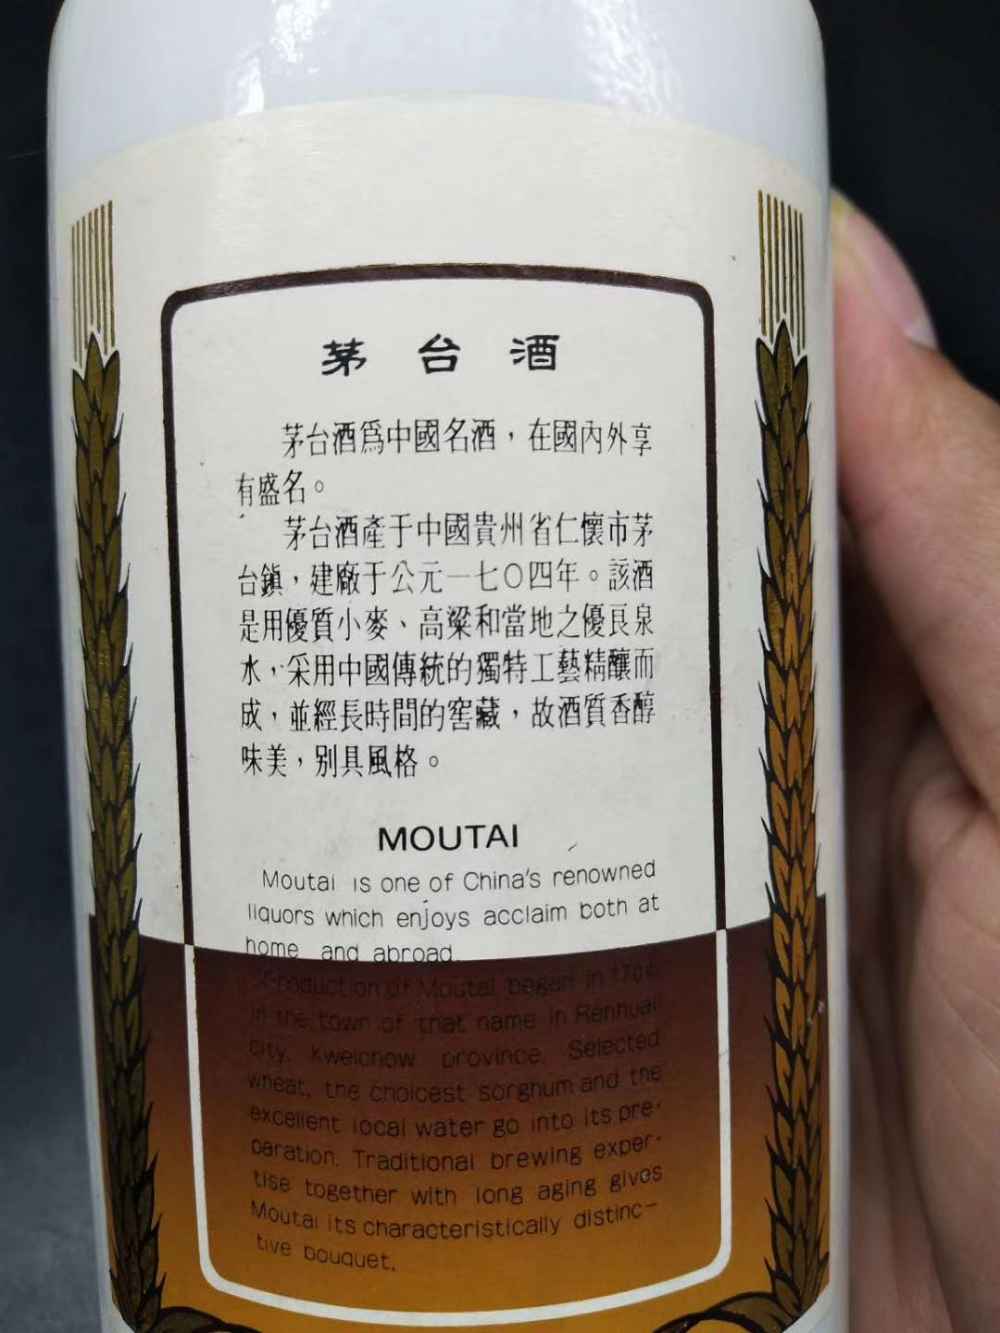 茅台酒
茅台酒爲中國名酒，在國內外享
有盛名。
茅台酒產于中國貴州省仁懷市茅
台鎮，建廠于公元一七〇四年。該酒
是用優質小麥、高粱和當地之優良泉
水，采用中國傳統的獨特工藝精釀而
成，並經長時間的窖藏，故酒質香醇
味美，别具風格。
MOUTAI
Moutai is one of China's renowned
liquors which enjoys acclaim both at
home and abroad.
Production of Moutai began in 1704
in the town of that name in Renhuai
city, Kweichow province. Selected
wheat, the choicest sorghum and the
excellent local water go into its pre-
paration. Traditional brewing exper-
tise together with long aging gives
Moutai its characteristically distinc-
tive bouquet.